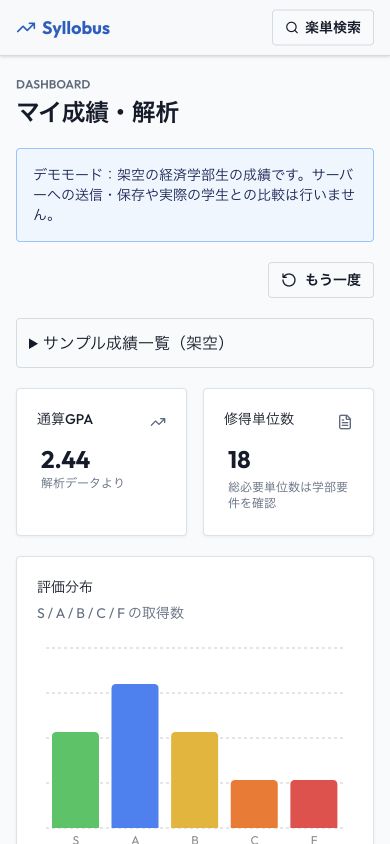 Syllobus
楽単検索
DASHBOARD
マイ成績・解析
デモモード：架空の経済学部生の成績です。サーバ
ーへの送信・保存や実際の学生との比較は行いませ
ん。
もう一度
▶ サンプル成績一覧（架空）
通算GPA
2.44
解析データより
修得単位数
18
総必要単位数は学部要
件を確認
評価分布
S / A / B / C / F の取得数
S A B C F